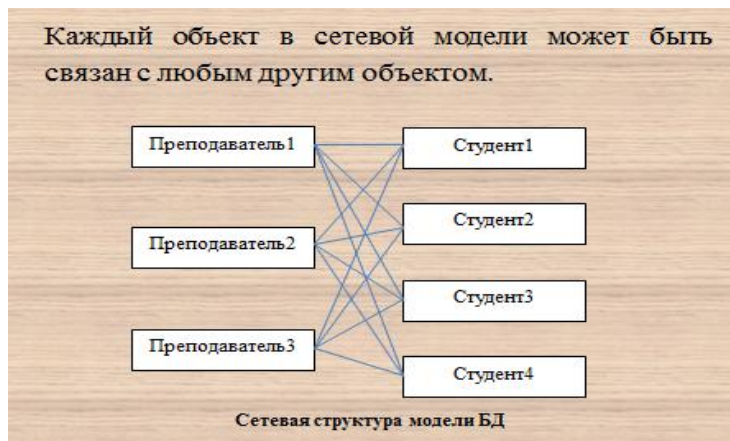 Каждый объект в сетевой модели может быть
связан с любым другим объектом.
Преподаватель1
Студент1
Преподаватель2
Студент2
Студент3
Преподаватель3
Студент4
Сетевая структура модели БД